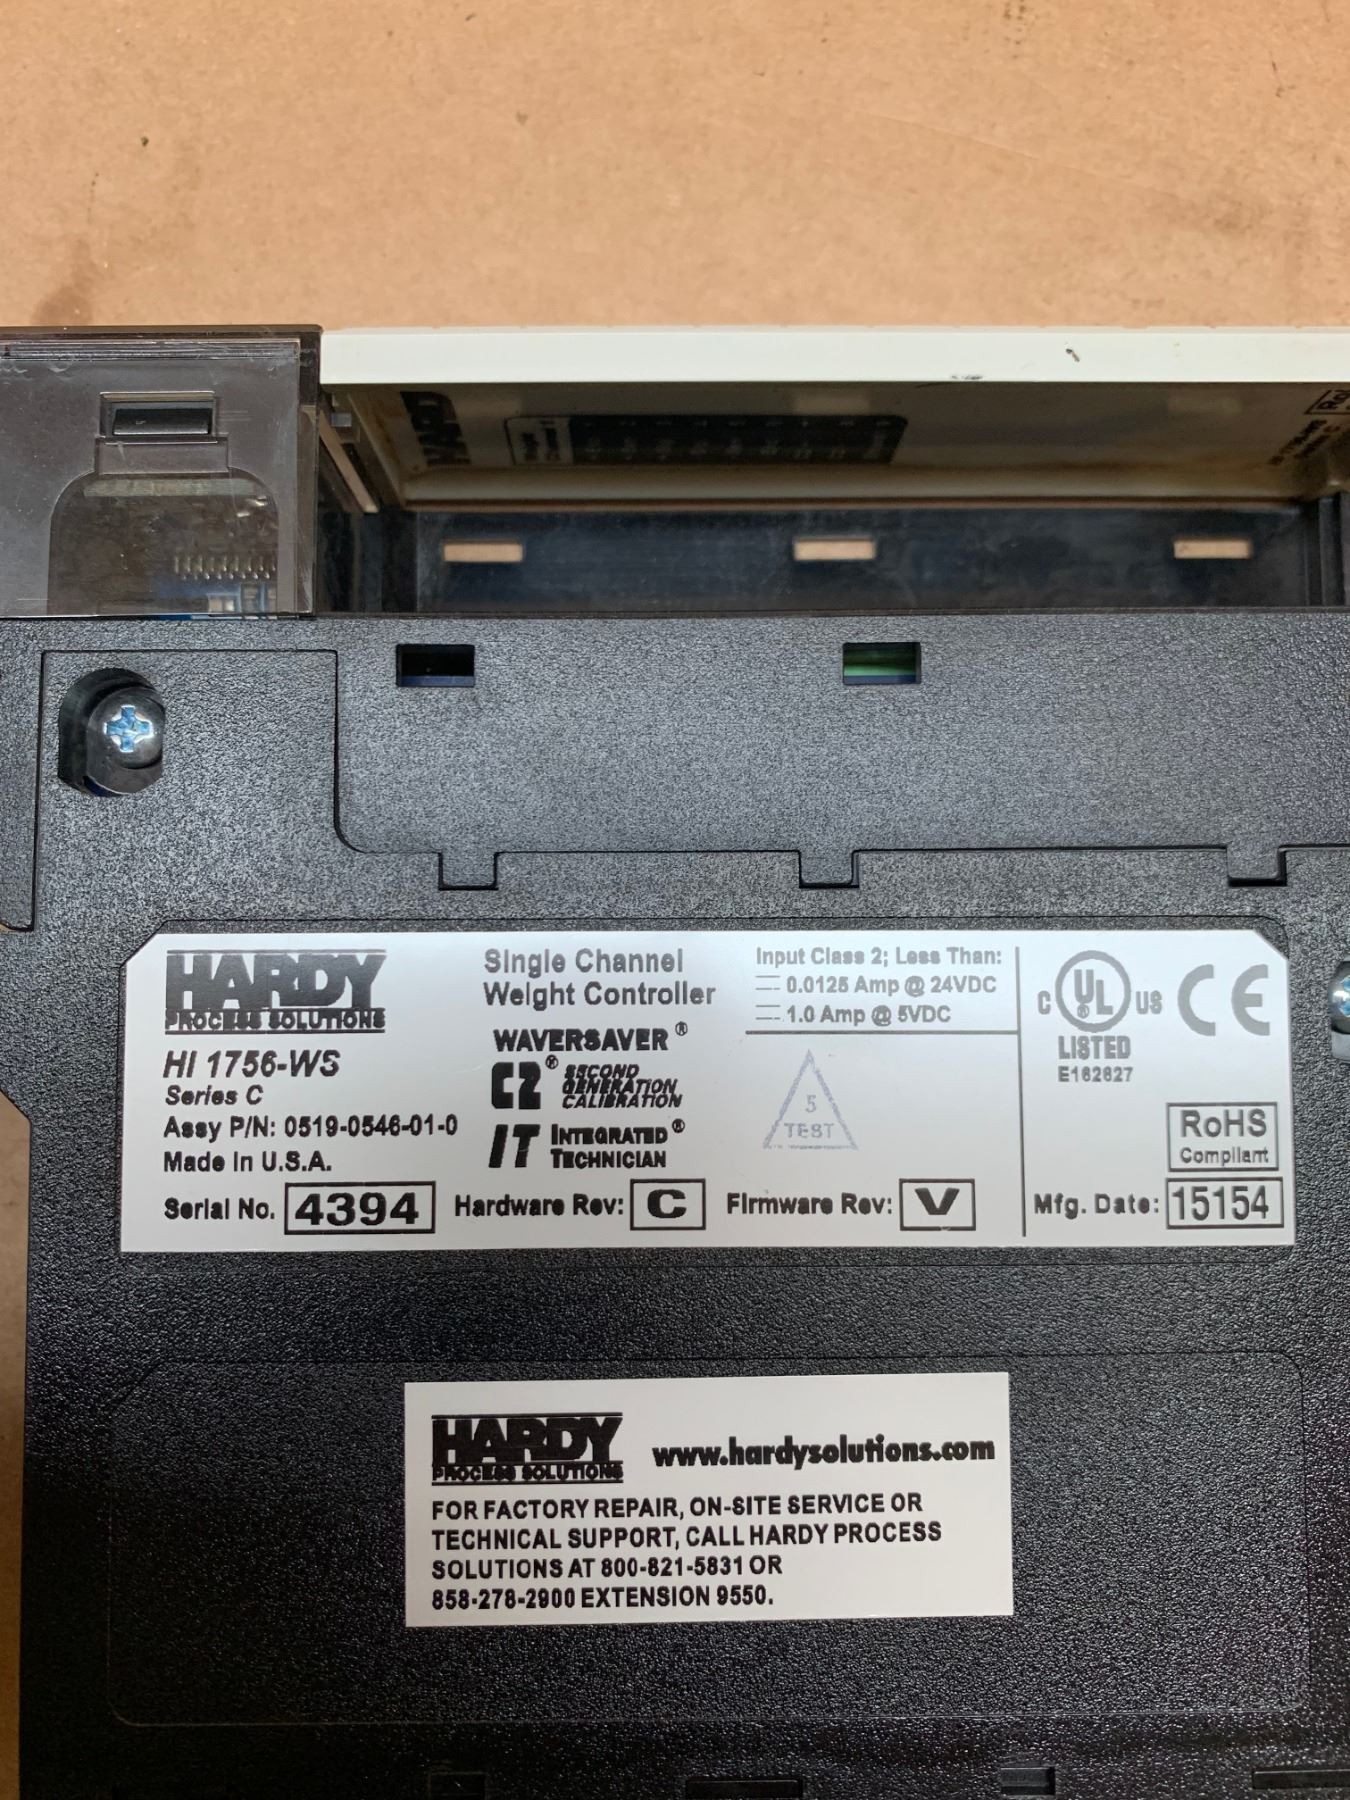 HARDY
PROCESS SOLUTIONS
HI 1756-WS
Series C
Assy P/N: 0519-0546-01-0
Made In U.S.A.
Serial No. 4394
Single Channel
Weight Controller
WAVERSAVER®
C2® SECOND
GENERATION
CALIBRATION
IT INTEGRATED®
TECHNICIAN
Hardware Rev: C
Input Class 2; Less Than:
0.0125 Amp @ 24VDC
1.0 Amp @ 5VDC
5
TEST
Firmware Rev: V
C UL® US
LISTED
E162627
CE
RoHS
Compliant
Mfg. Date: 15154
HARDY
PROCESS SOLUTIONS
www.hardysolutions.com
FOR FACTORY REPAIR, ON-SITE SERVICE OR
TECHNICAL SUPPORT, CALL HARDY PROCESS
SOLUTIONS AT 800-821-5831 OR
858-278-2900 EXTENSION 9550.